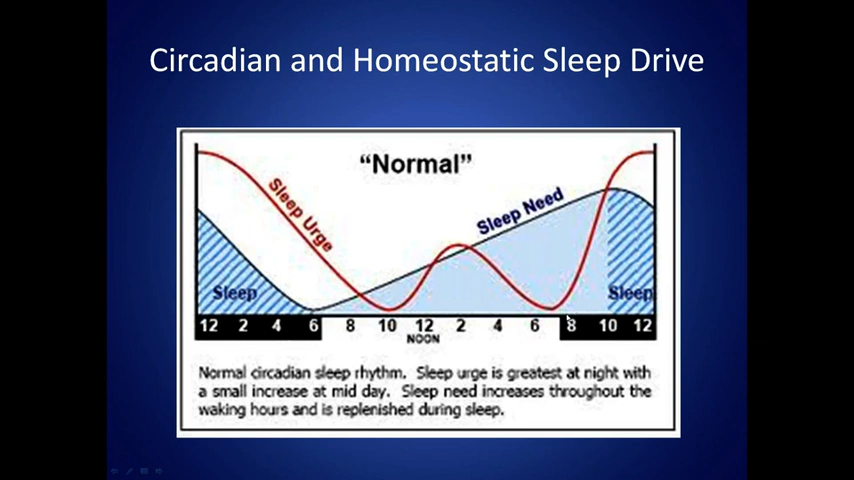 Circadian and Homeostatic Sleep Drive
“Normal”
Sleep Urge
Sleep Need
Sleep
Sleep
12 2 4 6 8 10 12 2 4 6 8 10 12
NOON
Normal circadian sleep rhythm. Sleep urge is greatest at night with
a small increase at mid day. Sleep need increases throughout the
waking hours and is replenished during sleep.